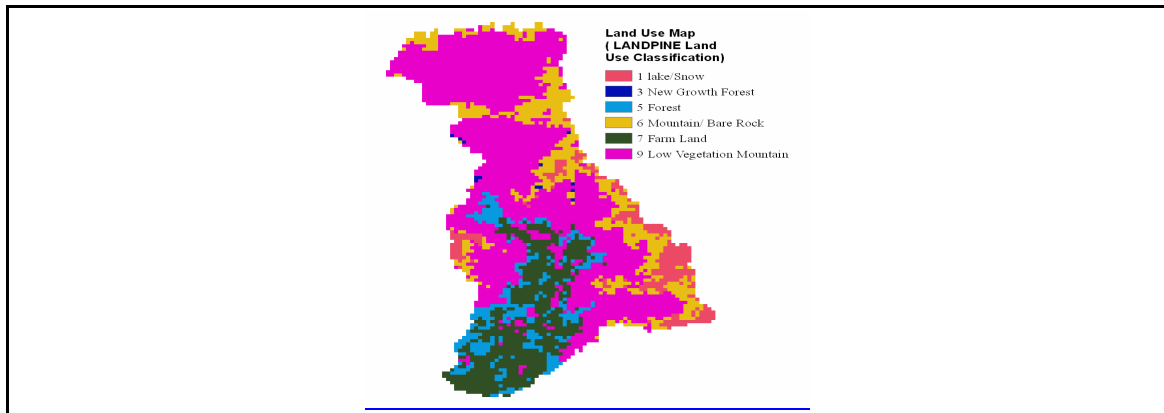 Land Use Map
( LANDPINE Land
Use Classification)
1 lake/Snow
3 New Growth Forest
5 Forest
6 Mountain/ Bare Rock
7 Farm Land
9 Low Vegetation Mountain